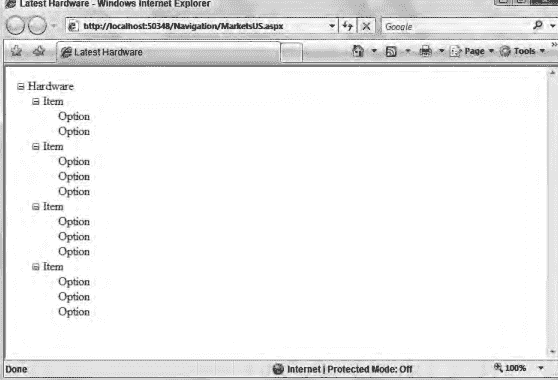 Latest Hardware - Windows Internet Explorer
http://localhost:50348/Navigation/MarketsUS.aspx
Google
Latest Hardware
Page
Tools
Hardware
Item
Option
Option
Item
Option
Option
Option
Item
Option
Option
Option
Item
Option
Option
Option
Done
Internet | Protected Mode: Off
100%